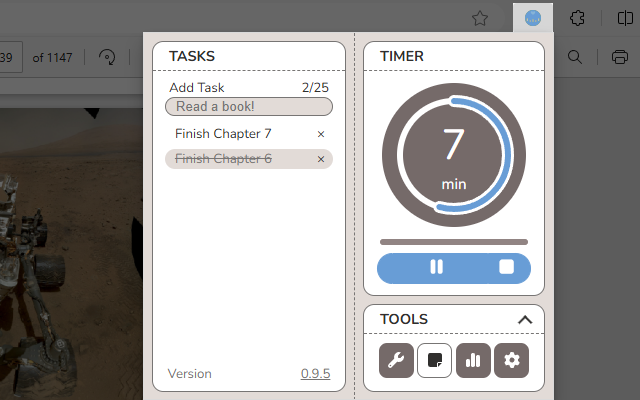 39 of 1147
TASKS
Add Task 2/25
Read a book!
Finish Chapter 7 ×
Finish Chapter 6 ×
Version 0.9.5
TIMER
7
min
TOOLS